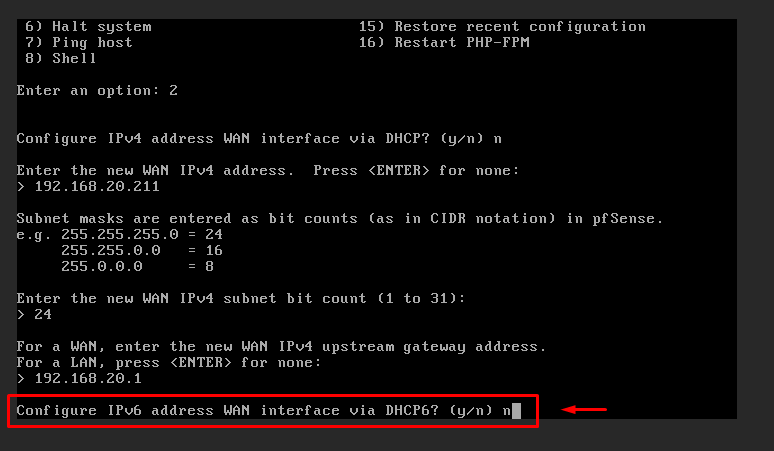 6) Halt system 15) Restore recent configuration
7) Ping host 16) Restart PHP-FPM
8) Shell
Enter an option: 2
Configure IPv4 address WAN interface via DHCP? (y/n) n
Enter the new WAN IPv4 address.  Press <ENTER> for none:
> 192.168.20.211
Subnet masks are entered as bit counts (as in CIDR notation) in pfSense.
e.g. 255.255.255.0 = 24
255.255.0.0   = 16
255.0.0.0     = 8
Enter the new WAN IPv4 subnet bit count (1 to 31):
> 24
For a WAN, enter the new WAN IPv4 upstream gateway address.
For a LAN, press <ENTER> for none:
> 192.168.20.1
Configure IPv6 address WAN interface via DHCP6? (y/n) n